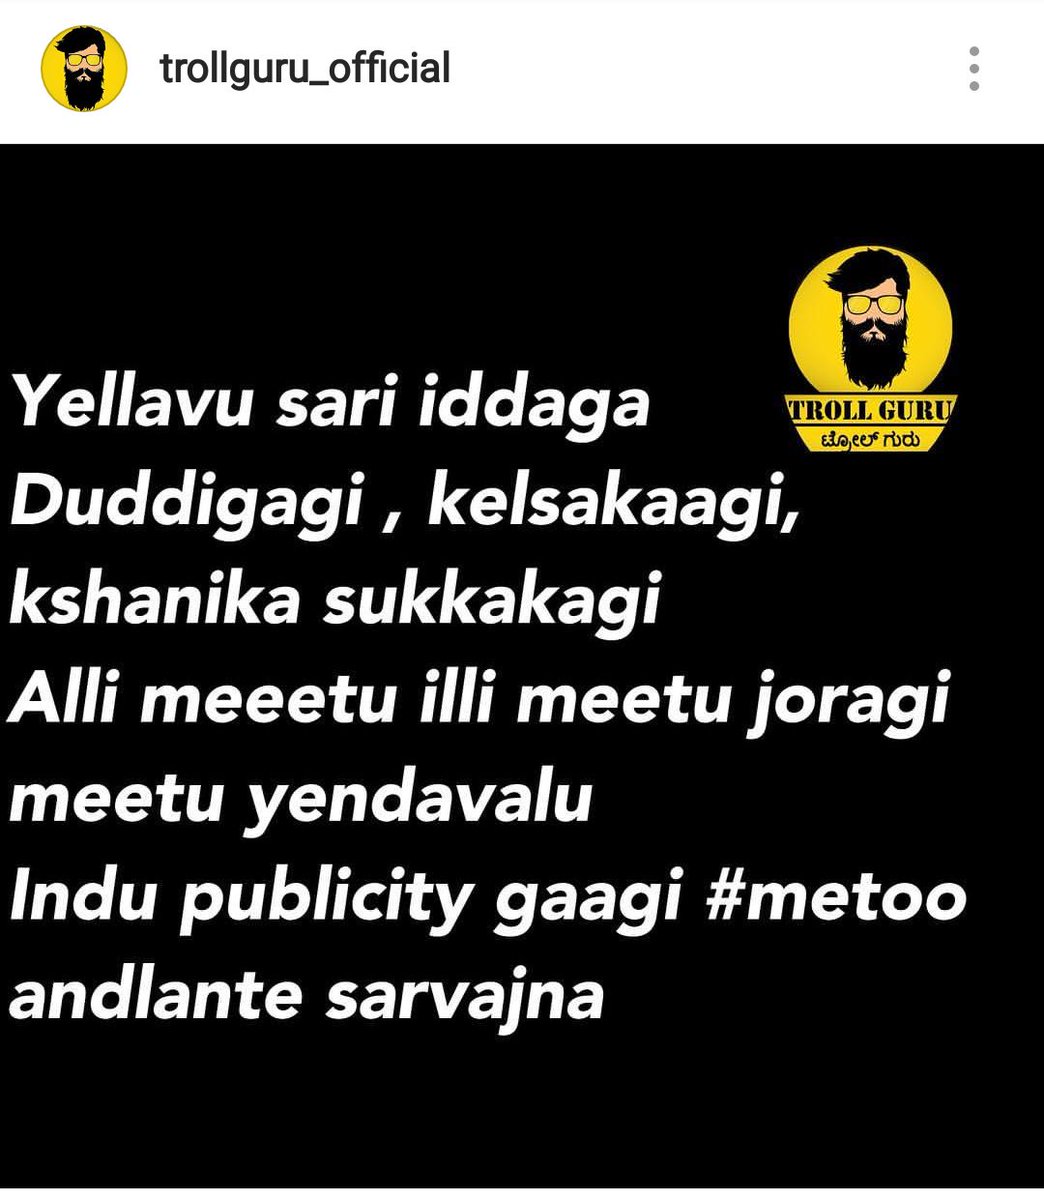 trollguru_official
TROLL GURU
ಟ್ರೋಲ್ ಗುರು
Yellavu sari iddaga
Duddigagi , kelsakaagi,
kshanika sukkakagi
Alli meeetu illi meetu joragi
meetu yendavalu
Indu publicity gaagi #metoo
andlante sarvajna